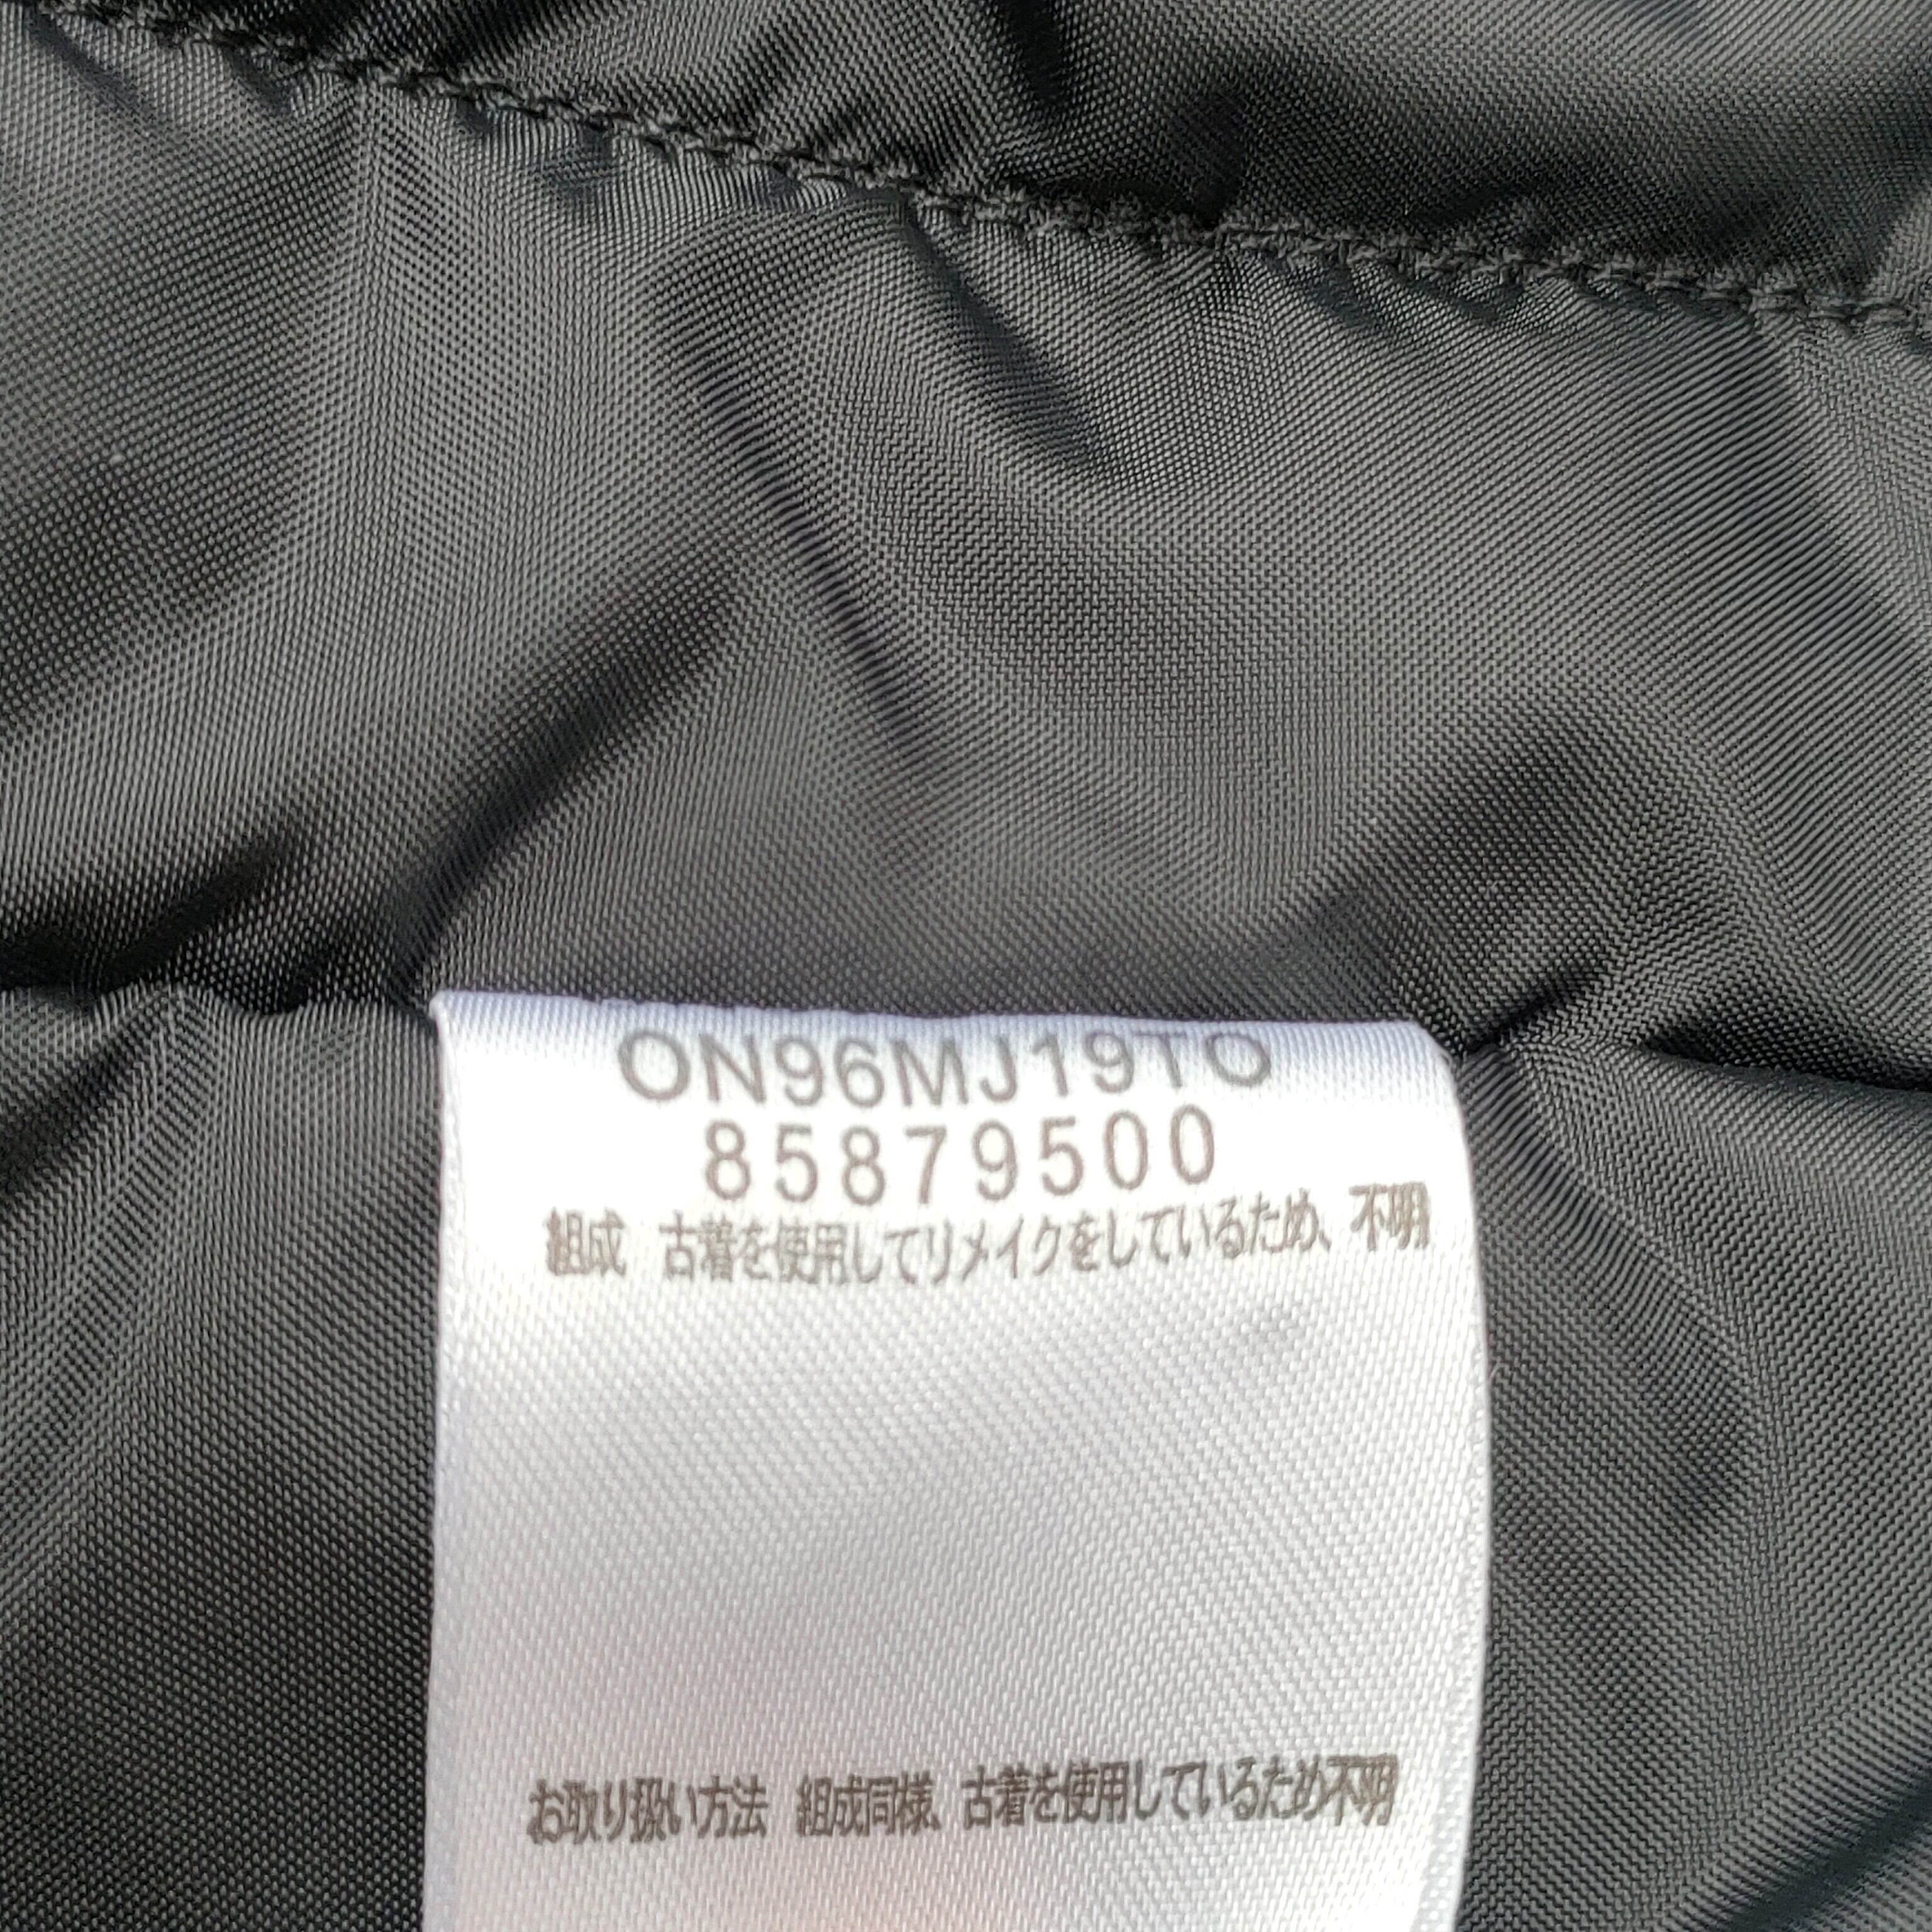 ON96MJ19TO
85879500
組成 古着を使用してリメイクをしているため、不明
お取り扱い方法 組成同様、古着を使用しているため不明